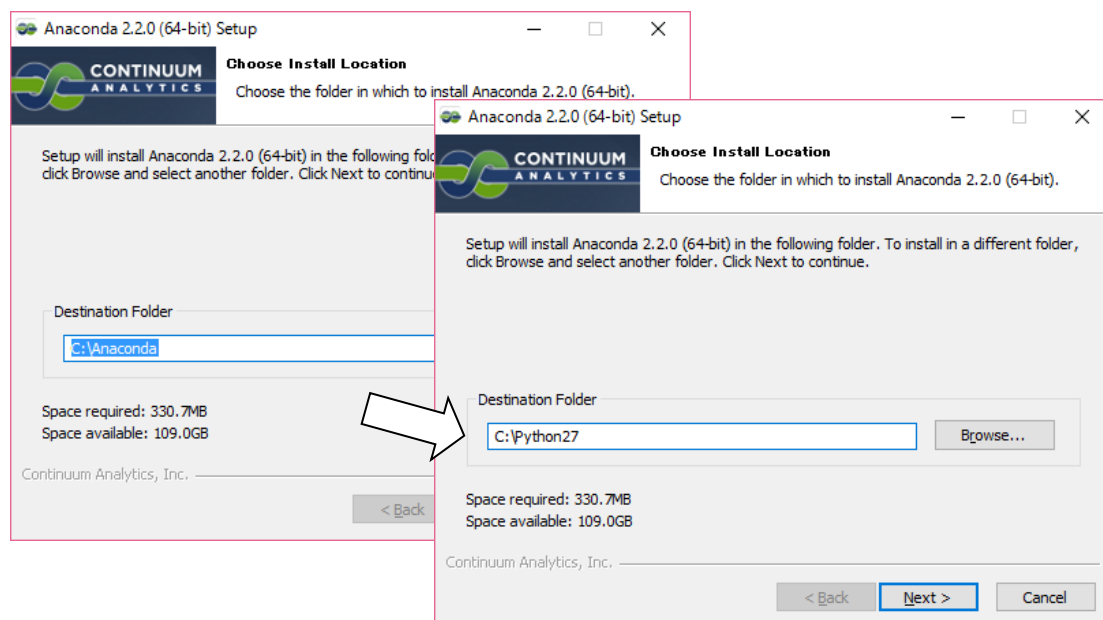 Anaconda 2.2.0 (64-bit) Setup
CONTINUUM
ANALYTICS
Choose Install Location
Choose the folder in which to install Anaconda 2.2.0 (64-bit).
Setup will install Anaconda 2.2.0 (64-bit) in the following
click Browse and select another folder. Click Next to
Destination Folder
C:\Anaconda
Space required: 330.7MB
Space available: 109.0GB
Continuum Analytics, Inc.
< Back
Anaconda 2.2.0 (64-bit) Setup
CONTINUUM
ANALYTICS
Choose Install Location
Choose the folder in which to install Anaconda 2.2.0 (64-bit).
Setup will install Anaconda 2.2.0 (64-bit) in the following folder. To install in a different folder,
click Browse and select another folder. Click Next to continue.
Destination Folder
C:\Python27
Browse...
Space required: 330.7MB
Space available: 109.0GB
Continuum Analytics, Inc.
< Back
Next >
Cancel